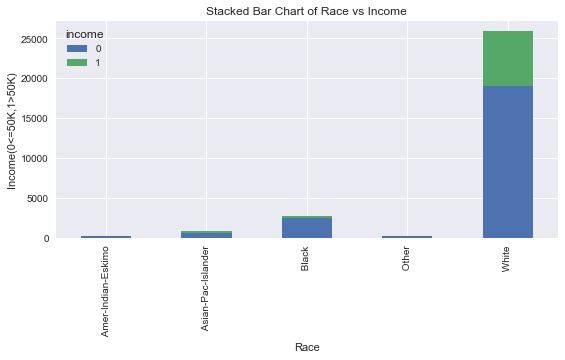 Stacked Bar Chart of Race vs Income
income
0
1
25000
20000
15000
10000
5000
0
Income(0<=50K,1>50K)
Amer-Indian-Eskimo
Asian-Pac-Islander
Black
Other
White
Race